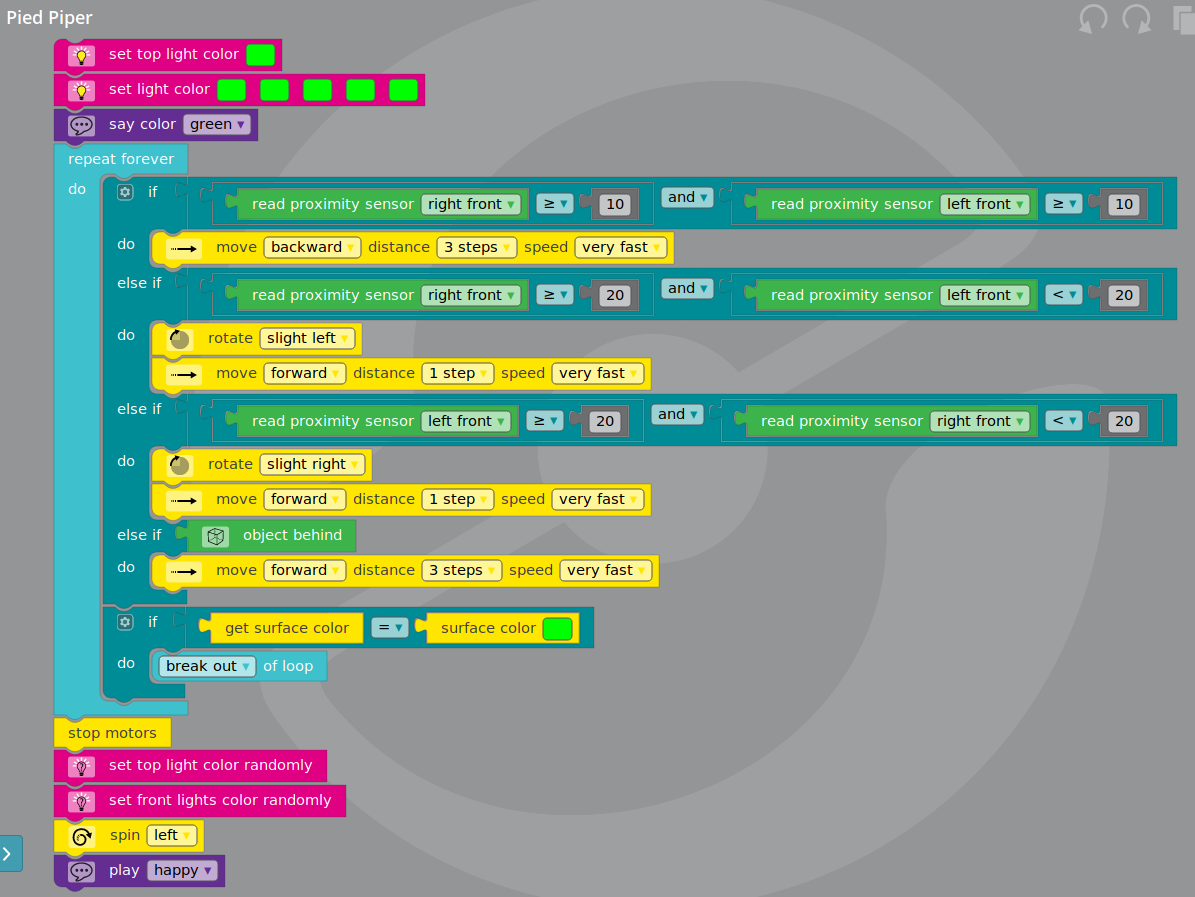 Pied Piper
set top light color
set light color
say color green
repeat forever
do if read proximity sensor right front ≥ 10 and read proximity sensor left front ≥ 10
do move backward distance 3 steps speed very fast
else if read proximity sensor right front ≥ 20 and read proximity sensor left front < 20
do rotate slight left
move forward distance 1 step speed very fast
else if read proximity sensor left front ≥ 20 and read proximity sensor right front < 20
do rotate slight right
move forward distance 1 step speed very fast
else if object behind
do move forward distance 3 steps speed very fast
if get surface color = surface color
do break out of loop
stop motors
set top light color randomly
set front lights color randomly
spin left
play happy